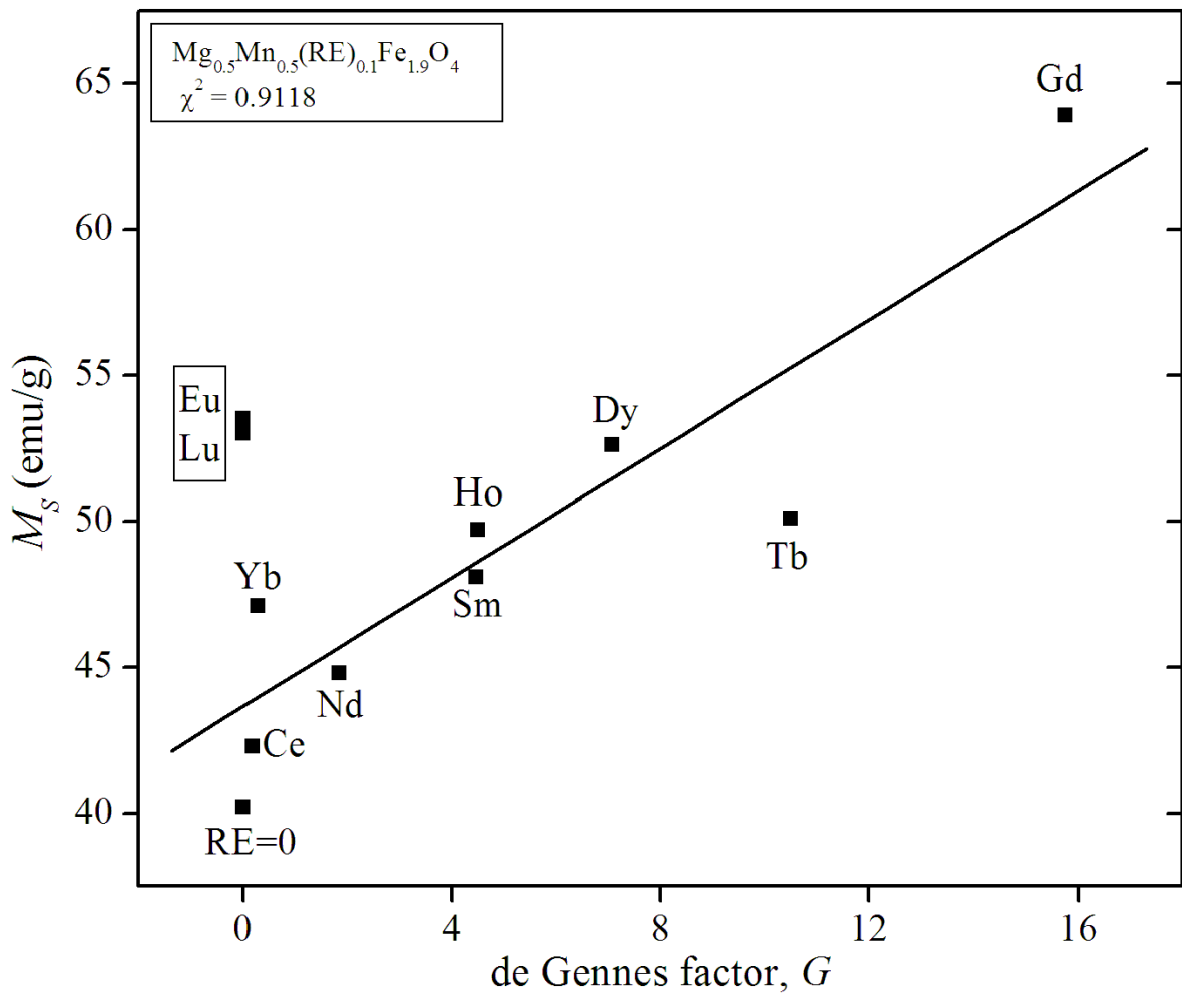 Mg0.5Mn0.5(RE)0.1Fe1.9O4
χ2 = 0.9118
Gd
65
60
Eu
Lu
55
Dy
Ho
50
Tb
Yb
Sm
45
Nd
Ce
40
RE=0
MS (emu/g)
0 4 8 12 16
de Gennes factor, G